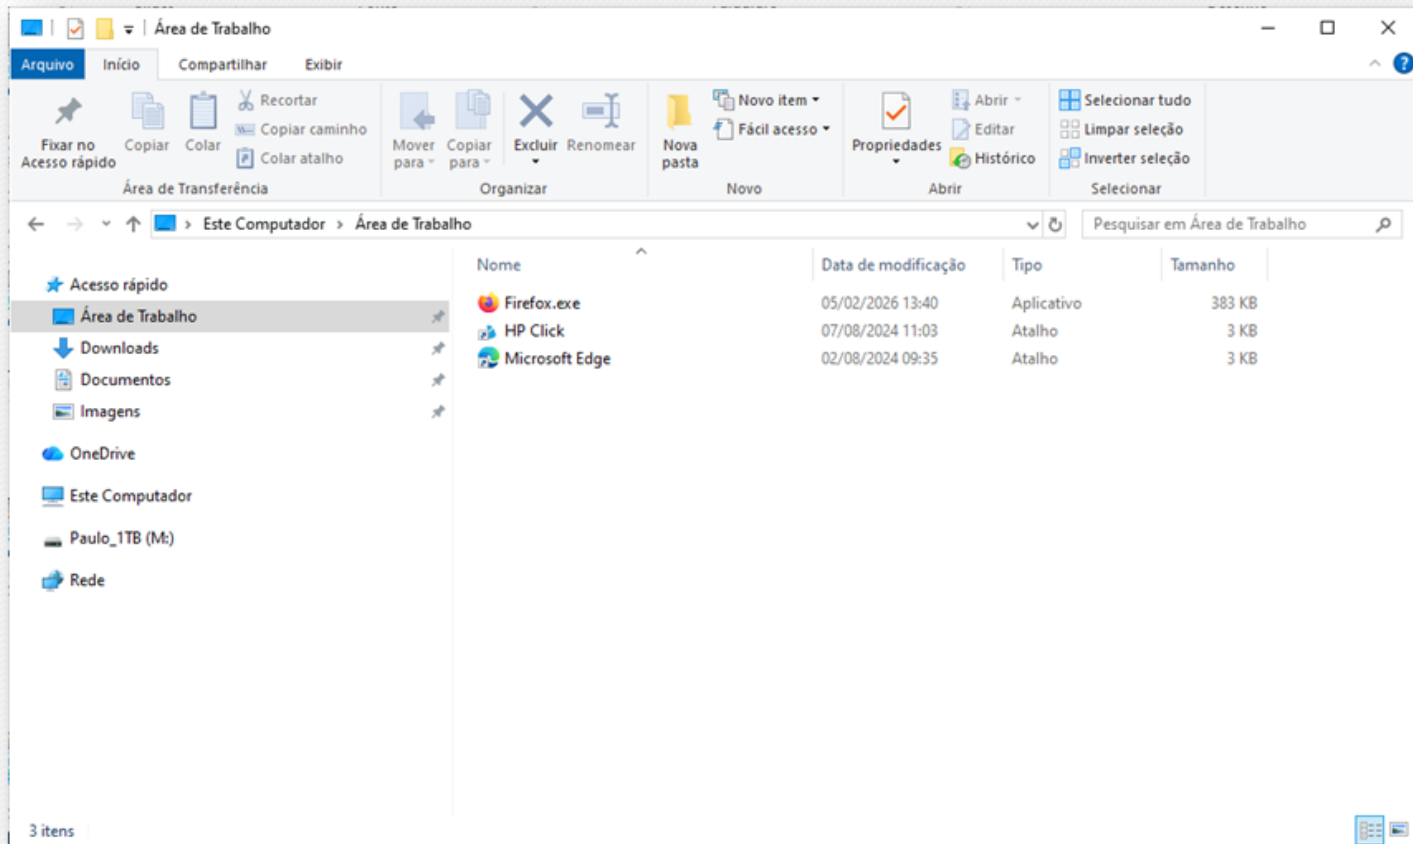 Área de Trabalho
Arquivo Início Compartilhar Exibir
Fixar no Acesso rápido
Copiar
Colar
Recortar
Copiar caminho
Colar atalho
Área de Transferência
Mover para
Copiar para
Excluir
Renomear
Organizar
Nova pasta
Novo item
Fácil acesso
Novo
Propriedades
Abrir
Editar
Histórico
Abrir
Selecionar tudo
Limpar seleção
Inverter seleção
Selecionar
Este Computador > Área de Trabalho
Pesquisar em Área de Trabalho
Acesso rápido
Área de Trabalho
Downloads
Documentos
Imagens
OneDrive
Este Computador
Paulo_1TB (M:)
Rede
Nome Data de modificação Tipo Tamanho
Firefox.exe 05/02/2026 13:40 Aplicativo 383 KB
HP Click 07/08/2024 11:03 Atalho 3 KB
Microsoft Edge 02/08/2024 09:35 Atalho 3 KB
3 itens